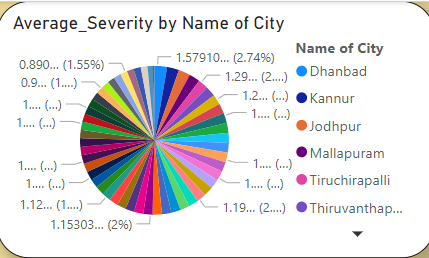 Average_Severity by Name of City
1.57910... (2.74%)
1.29... (2....)
1.2... (...)
1.... (...)
1.... (...)
1.... (...)
1.19... (2....)
1.15303... (2%)
1.12... (1....)
1.... (...)
1.... (...)
1.... (...)
1.... (...)
0.9... (1....)
0.890... (1.55%)
Name of City
Dhanbad
Kannur
Jodhpur
Mallapuram
Tiruchirapalli
Thiruvanthap...